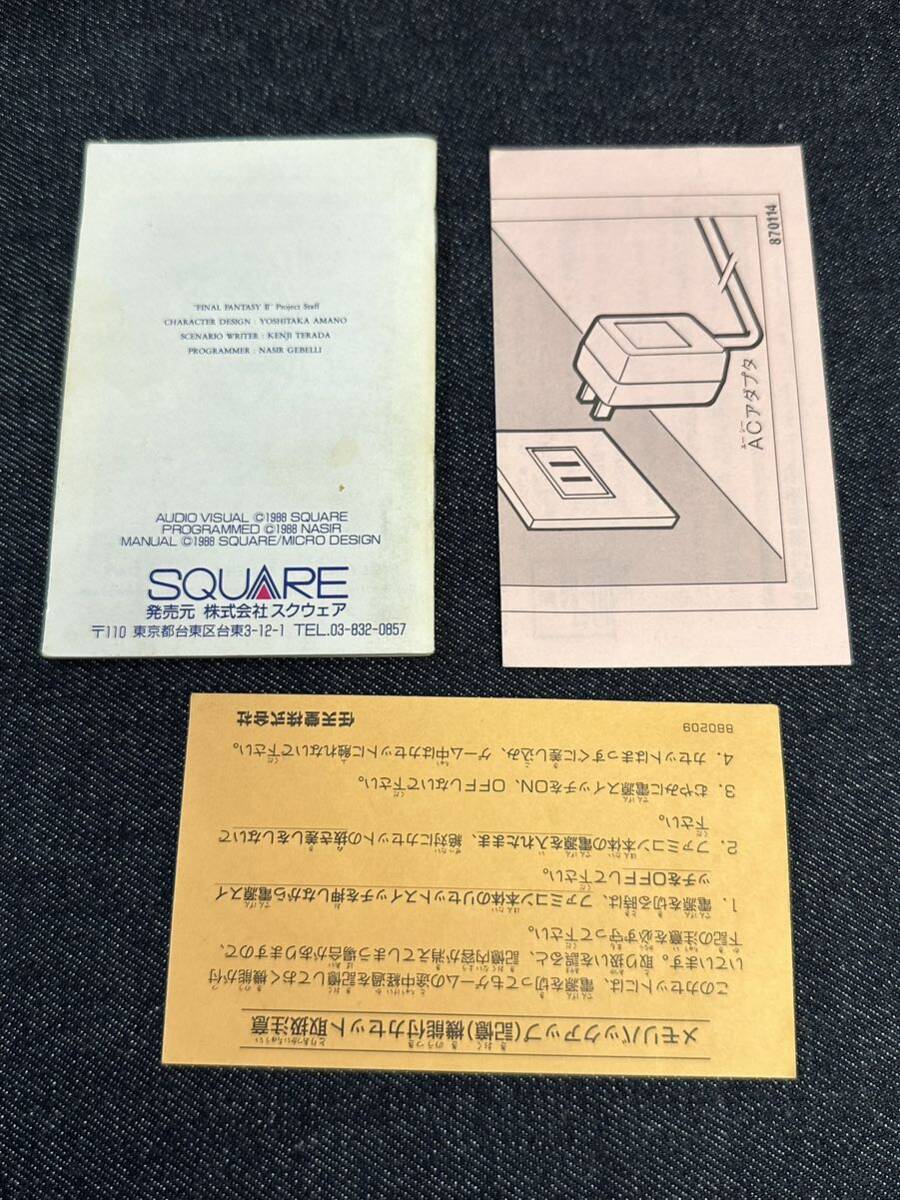 "FINAL FANTASY II" Project Staff
CHARACTER DESIGN : YOSHITAKA AMANO
SCENARIO WRITER : KENJI TERADA
PROGRAMMER : NASIR GEBELLI
AUDIO VISUAL ©1988 SQUARE
PROGRAMMED ©1988 NASIR
MANUAL ©1988 SQUARE/MICRO DESIGN
SQUARE
発売元 株式会社スクウェア
〒110 東京都台東区台東3-12-1 TEL.03-832-0857
870114
ACアダプタ
メモリバックアップ(記憶)機能付カセット取扱注意
このカセットには、電源を切ってもゲームの途中経過を記憶しておく機能が付
いています。取り扱いを誤ると、記憶内容が消えてしまう場合がありますので、
下記の注意を必ず守って下さい。
1. 電源を切る時は、ファミコン本体のリセットスイッチを押しながら電源スイ
ッチをOFFして下さい。
2. ファミコン本体の電源を入れたまま、絶対にカセットの抜き差しをしないで
下さい。
3. むやみに電源スイッチをON、OFFしないで下さい。
4. カセットはまっすぐに差し込み、ゲーム中はカセットに触れないで下さい。
880209
任天堂株式会社